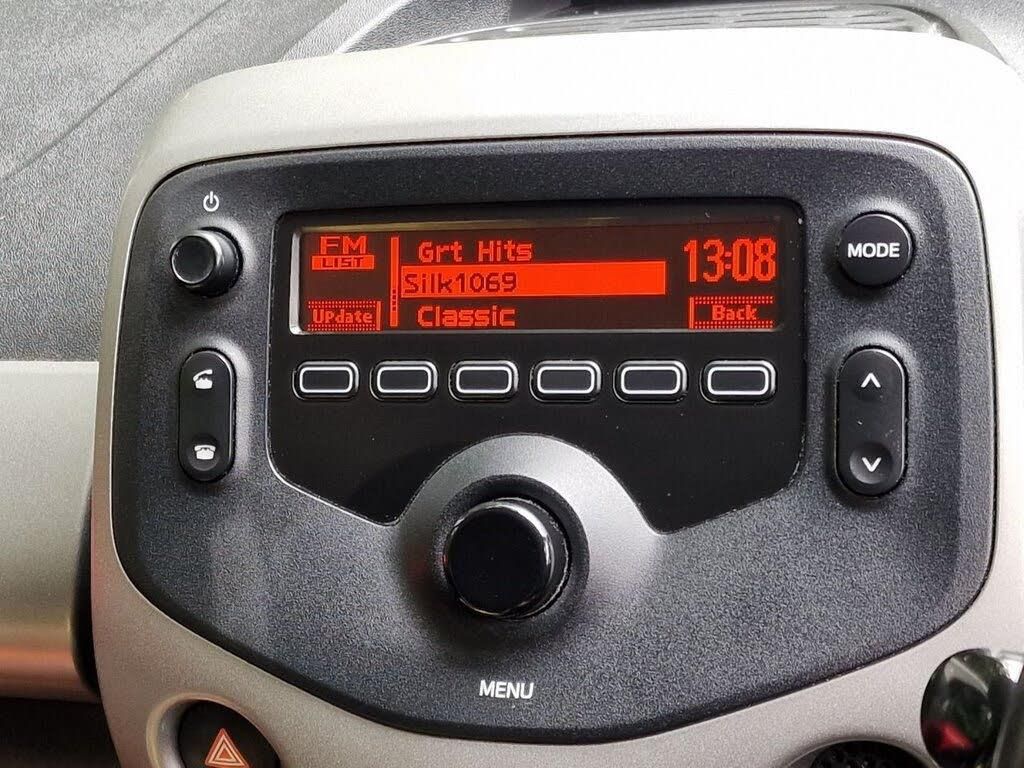 FM
LIST
Grt Hits
Silk1069
Classic
13:08
Update
Back
MODE
MENU